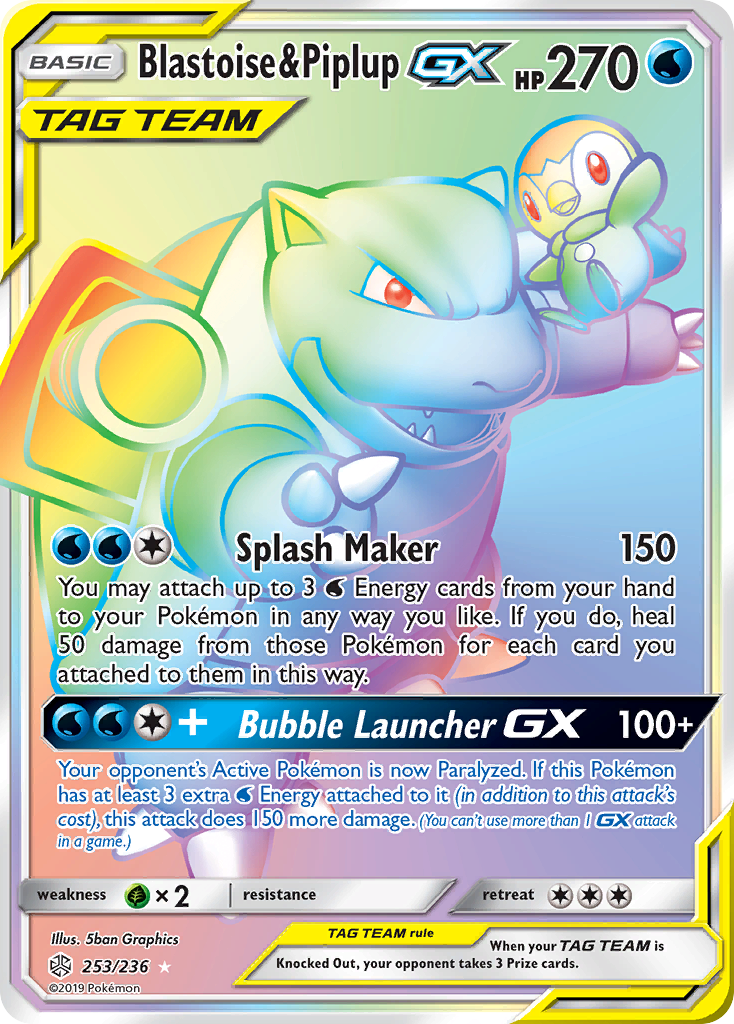 BASIC Blastoise&Piplup GX HP270
TAG TEAM
Splash Maker 150
You may attach up to 3 Energy cards from your hand
to your Pokémon in any way you like. If you do, heal
50 damage from those Pokémon for each card you
attached to them in this way.
+ Bubble Launcher GX 100+
Your opponent's Active Pokémon is now Paralyzed. If this Pokémon
has at least 3 extra Energy attached to it (in addition to this attack's
cost), this attack does 150 more damage. (You can't use more than 1 GX attack
in a game.)
weakness ×2 resistance retreat
Illus. 5ban Graphics
253/236
©2019 Pokémon
TAG TEAM rule
When your TAG TEAM is
Knocked Out, your opponent takes 3 Prize cards.